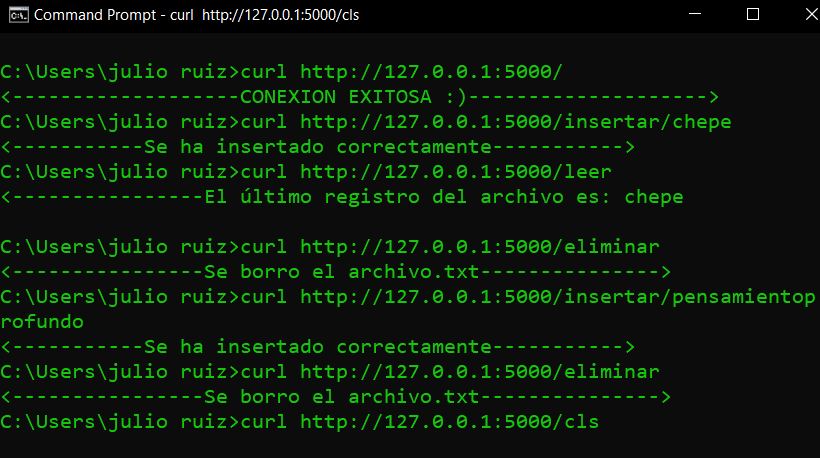 Command Prompt - curl  http://127.0.0.1:5000/cls
C:\Users\julio ruiz>curl http://127.0.0.1:5000/
<-------------------CONEXION EXITOSA :)-------------------->
C:\Users\julio ruiz>curl http://127.0.0.1:5000/insertar/chepe
<-----------Se ha insertado correctamente----------->
C:\Users\julio ruiz>curl http://127.0.0.1:5000/leer
<----------------El último registro del archivo es: chepe
C:\Users\julio ruiz>curl http://127.0.0.1:5000/eliminar
<----------------Se borro el archivo.txt--------------->
C:\Users\julio ruiz>curl http://127.0.0.1:5000/insertar/pensamientop
rofundo
<-----------Se ha insertado correctamente----------->
C:\Users\julio ruiz>curl http://127.0.0.1:5000/eliminar
<----------------Se borro el archivo.txt--------------->
C:\Users\julio ruiz>curl http://127.0.0.1:5000/cls